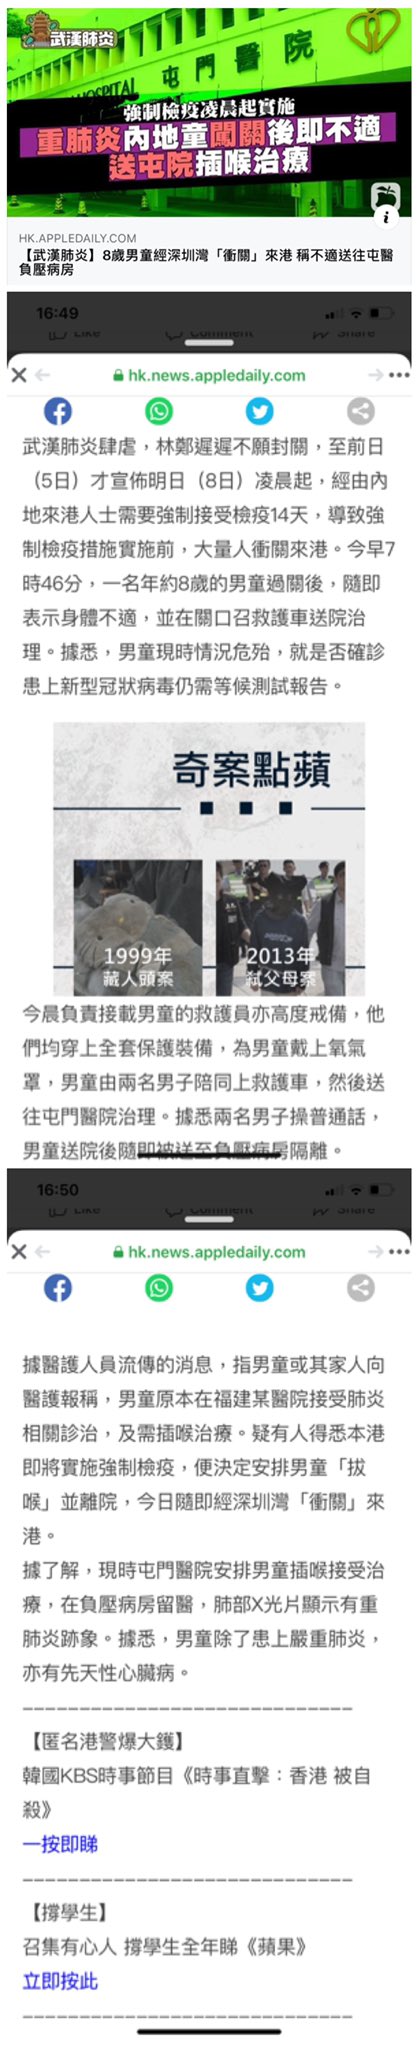 武漢肺炎
HOSPITAL 屯門醫院
強制檢疫凌晨起實施
重肺炎內地童闖關後即不適
送屯院插喉治療
HK.APPLEDAILY.COM
【武漢肺炎】8歲男童經深圳灣「衝關」來港 稱不適送往屯醫
負壓病房
16:49
Like Comment Share
hk.news.appledaily.com
武漢肺炎肆虐，林鄭遲遲不願封關，至前日
（5日）才宣佈明日（8日）凌晨起，經由內
地來港人士需要強制接受檢疫14天，導致強
制檢疫措施實施前，大量人衝關來港。今早7
時46分，一名年約8歲的男童過關後，隨即
表示身體不適，並在關口召救護車送院治
理。據悉，男童現時情況危殆，就是否確診
患上新型冠狀病毒仍需等候測試報告。
奇案點蘋
1999年 2013年
藏人頭案 弒父母案
今晨負責接載男童的救護員亦高度戒備，他
們均穿上全套保護裝備，為男童戴上氧氣
罩，男童由兩名男子陪同上救護車，然後送
往屯門醫院治理。據悉兩名男子操普通話，
男童送院後隨即被送至負壓病房隔離。
16:50
Like Comment Share
hk.news.appledaily.com
據醫護人員流傳的消息，指男童或其家人向
醫護報稱，男童原本在福建某醫院接受肺炎
相關診治，及需插喉治療。疑有人得悉本港
即將實施強制檢疫，便決定安排男童「拔
喉」並離院，今日隨即經深圳灣「衝關」來
港。
據了解，現時屯門醫院安排男童插喉接受治
療，在負壓病房留醫，肺部X光片顯示有重
肺炎跡象。據悉，男童除了患上嚴重肺炎，
亦有先天性心臟病。
-----------------------------
【匿名港警爆大鑊】
韓國KBS時事節目《時事直擊：香港 被自
殺》
一按即睇
-----------------------------
【撐學生】
召集有心人 撐學生全年睇《蘋果》
立即按此
-----------------------------